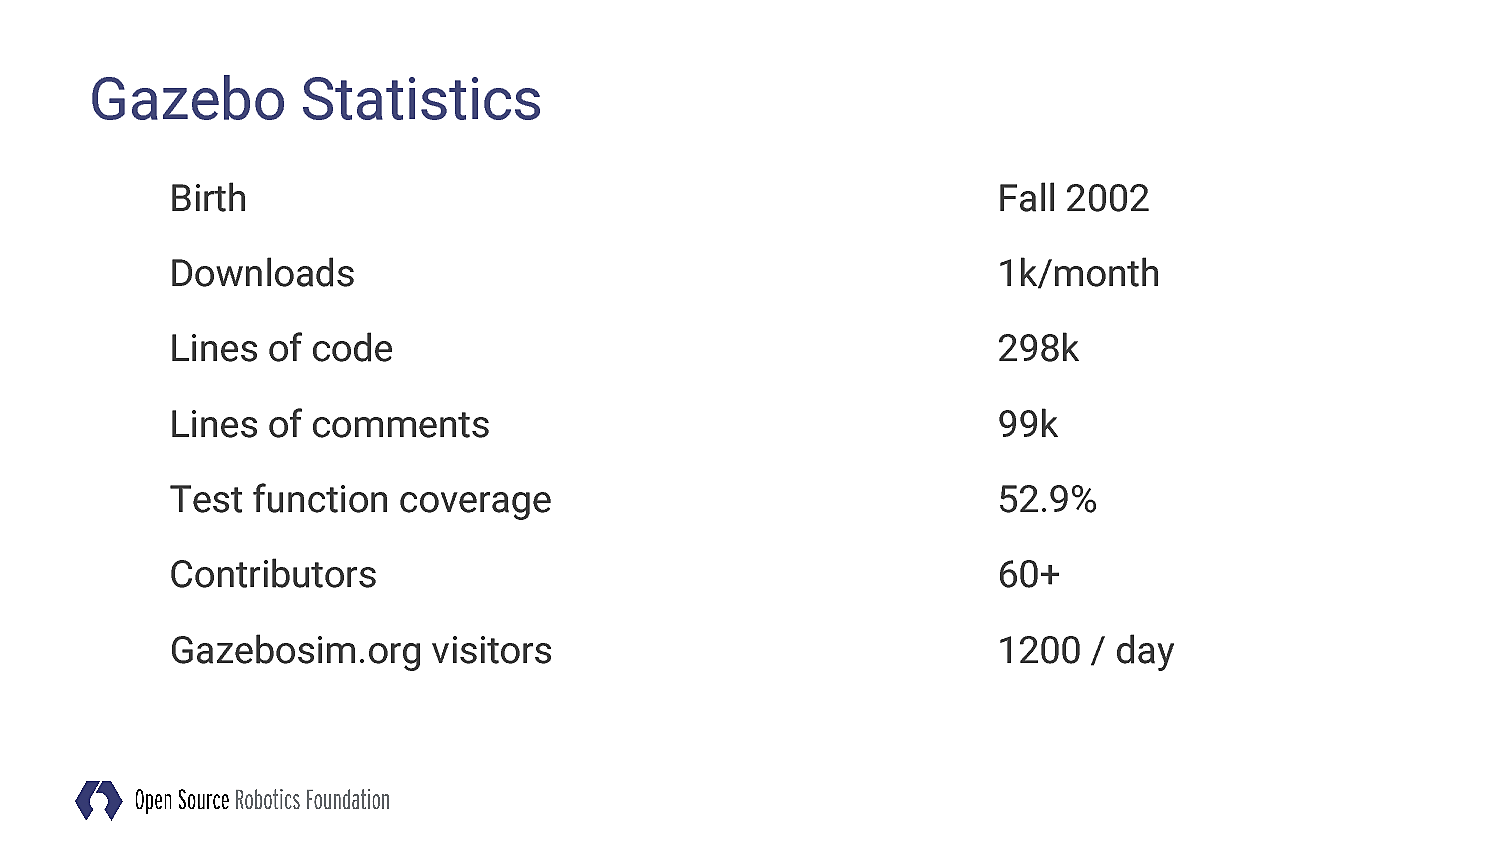 Gazebo Statistics
Birth Fall 2002
Downloads 1k/month
Lines of code 298k
Lines of comments 99k
Test function coverage 52.9%
Contributors 60+
Gazebosim.org visitors 1200 / day
Open Source Robotics Foundation